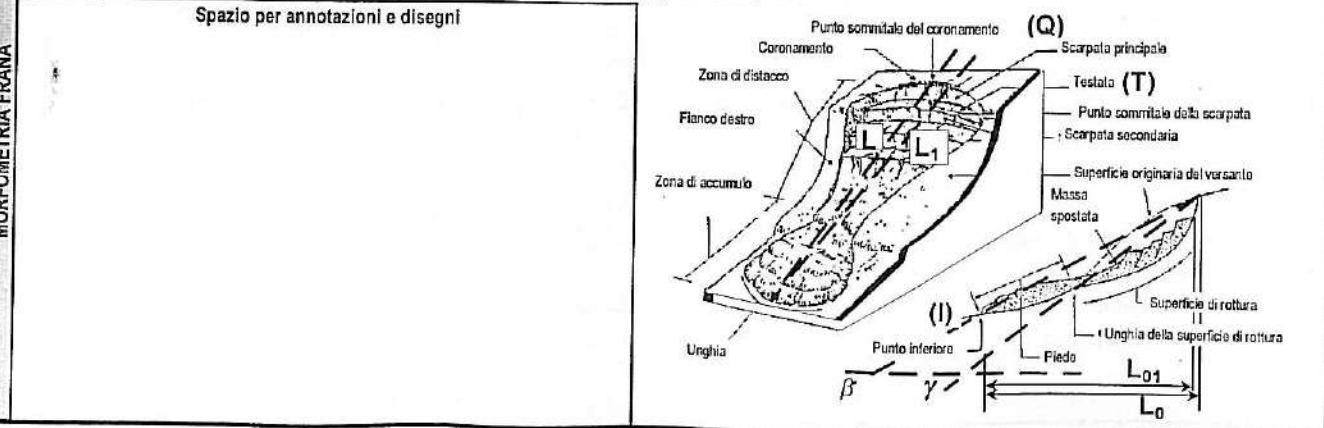 MORFOMETRIA FRANA
Spazio per annotazioni e disegni
Punto sommitale del coronamento (Q)
Coronamento
Scarpata principale
Zona di distacco
Testata (T)
Fianco destro
Punto sommitale della scarpata
Scarpata secondaria
L
L1
Superficie originaria del versante
Zona di accumulo
Massa
spostata
(I)
Superficie di rottura
Unghia della superficie di rottura
Unghia
Punto inferiore
Piede
β
γ
L01
L0